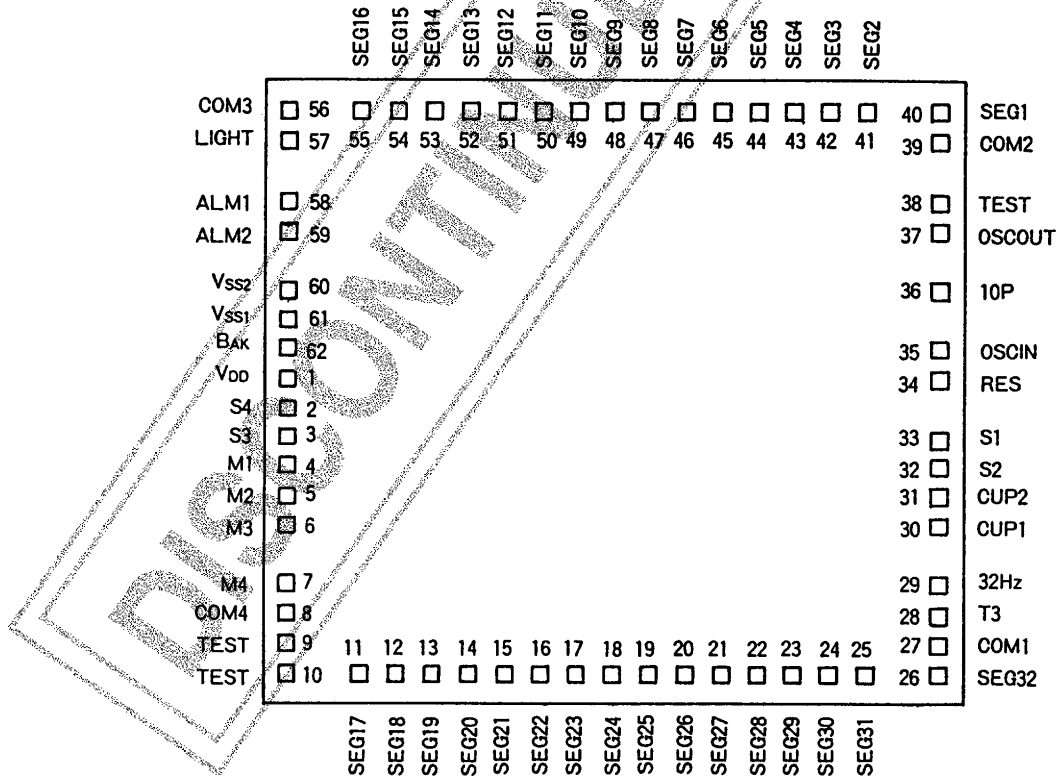 SEG16 SEG15 SEG14 SEG13 SEG12 SEG11 SEG10 SEG9 SEG8 SEG7 SEG6 SEG5 SEG4 SEG3 SEG2
COM3 56 40 SEG1
LIGHT 57 55 54 53 52 51 50 49 48 47 46 45 44 43 42 41 39 COM2
ALM1 58 38 TEST
ALM2 59 37 OSCOUT
VSS2 60 36 10P
VSS1 61
BAK 62 35 OSCIN
VDD 1 34 RES
S4 2
S3 3 33 S1
M1 4 32 S2
M2 5 31 CUP2
M3 6 30 CUP1
M4 7 29 32Hz
COM4 8 28 T3
TEST 9 11 12 13 14 15 16 17 18 19 20 21 22 23 24 25 27 COM1
TEST 10 26 SEG32
SEG17 SEG18 SEG19 SEG20 SEG21 SEG22 SEG23 SEG24 SEG25 SEG26 SEG27 SEG28 SEG29 SEG30 SEG31